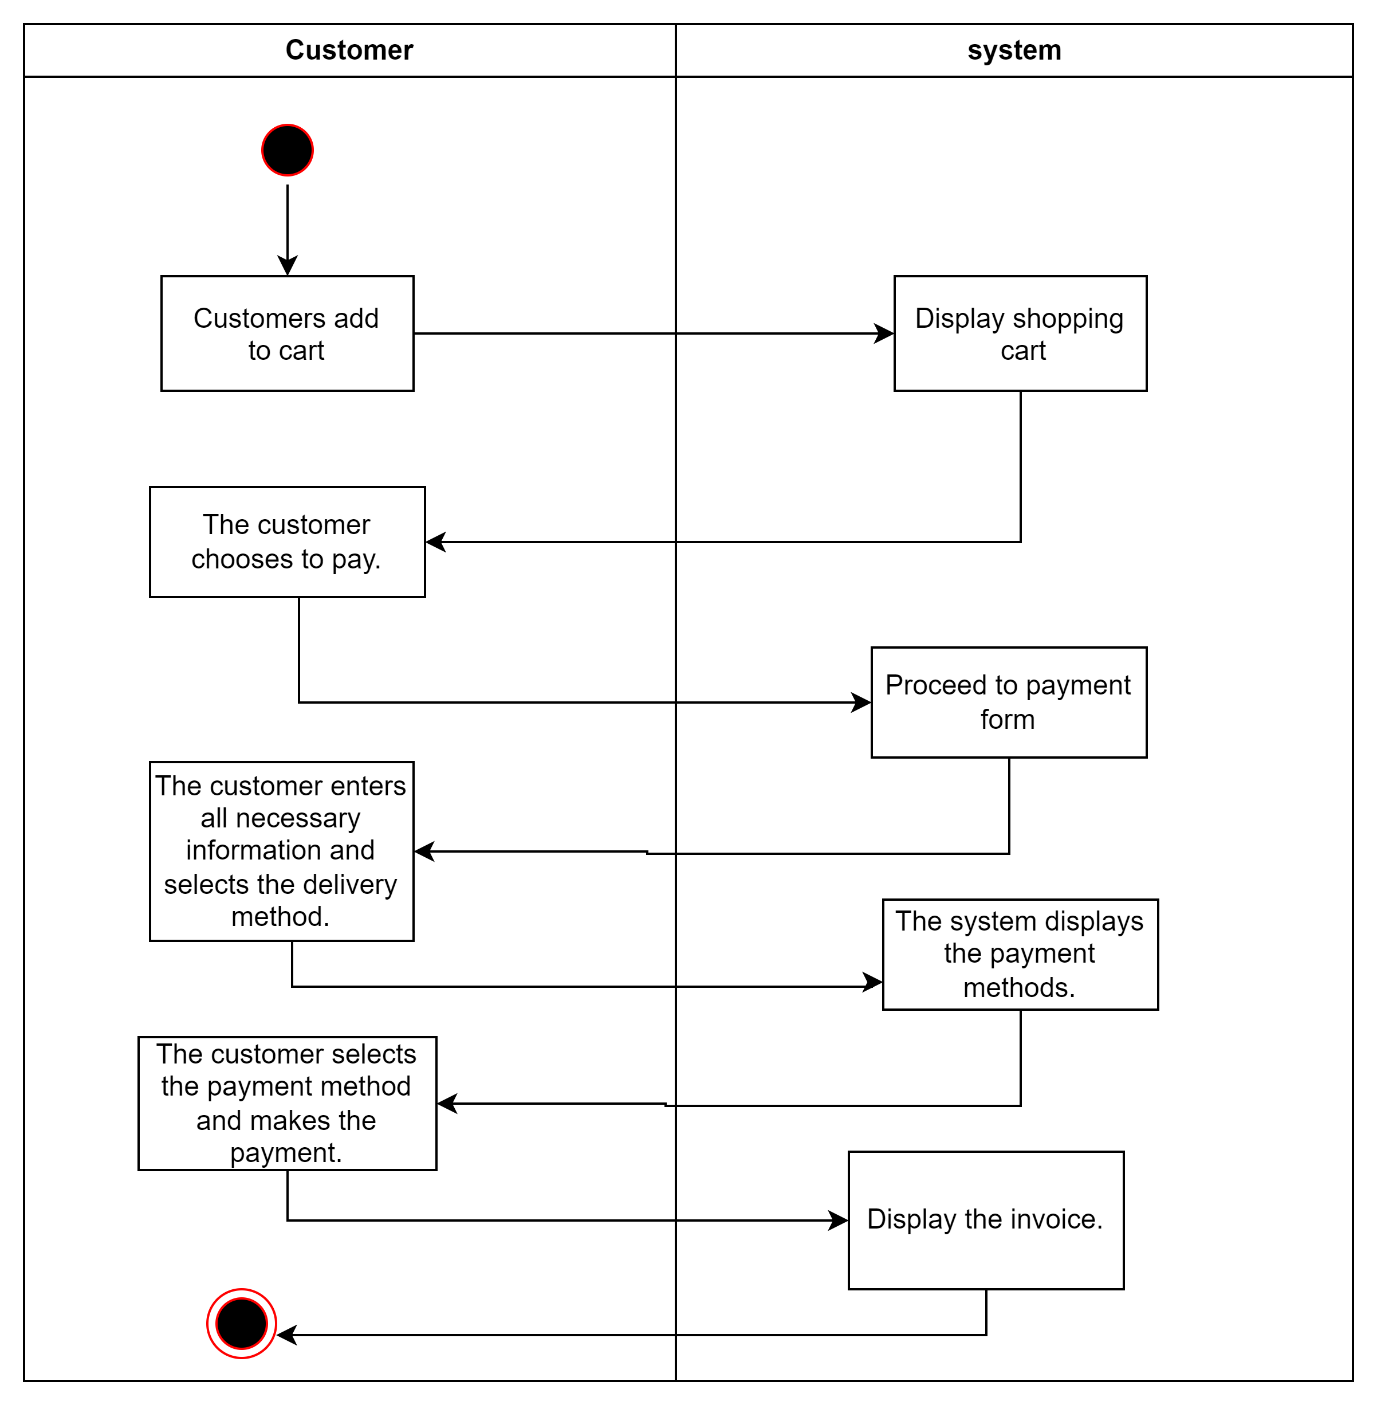 Customer
system
Customers add
to cart
Display shopping
cart
The customer
chooses to pay.
Proceed to payment
form
The customer enters
all necessary
information and
selects the delivery
method.
The system displays
the payment
methods.
The customer selects
the payment method
and makes the
payment.
Display the invoice.